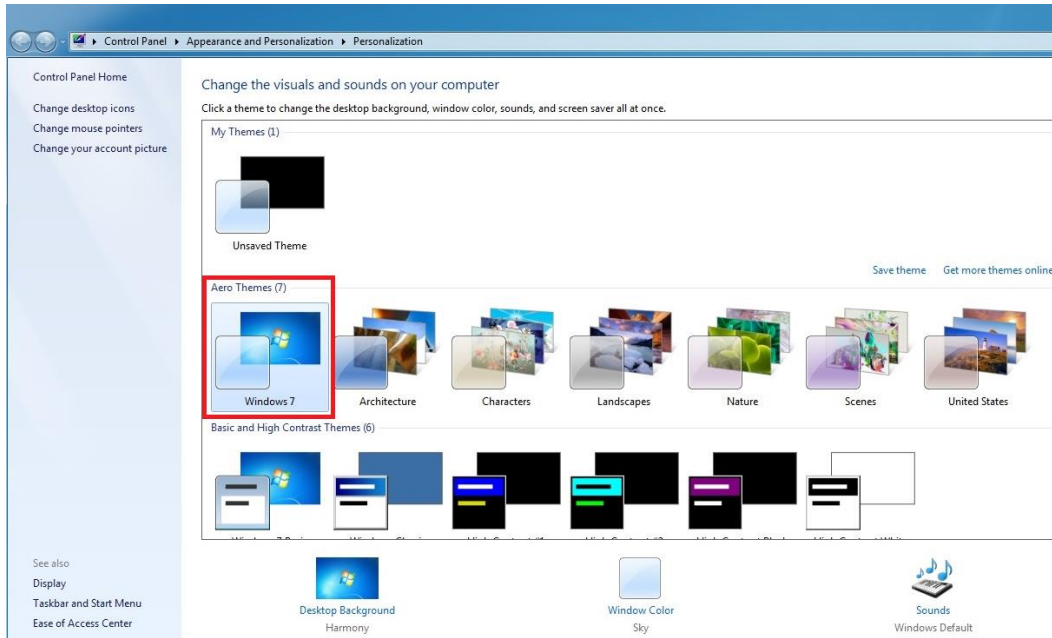 Control Panel ▸ Appearance and Personalization ▸ Personalization
Control Panel Home
Change desktop icons
Change mouse pointers
Change your account picture
See also
Display
Taskbar and Start Menu
Ease of Access Center
Change the visuals and sounds on your computer
Click a theme to change the desktop background, window color, sounds, and screen saver all at once.
My Themes (1)
Unsaved Theme
Save theme Get more themes online
Aero Themes (7)
Windows 7 Architecture Characters Landscapes Nature Scenes United States
Basic and High Contrast Themes (6)
Desktop Background Window Color Sounds
Harmony Sky Windows Default